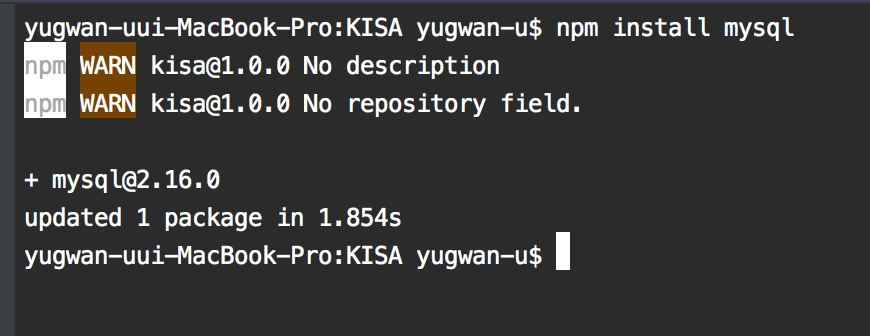 yugwan-uui-MacBook-Pro:KISA yugwan-u$ npm install mysql
npm WARN kisa@1.0.0 No description
npm WARN kisa@1.0.0 No repository field.
+ mysql@2.16.0
updated 1 package in 1.854s
yugwan-uui-MacBook-Pro:KISA yugwan-u$